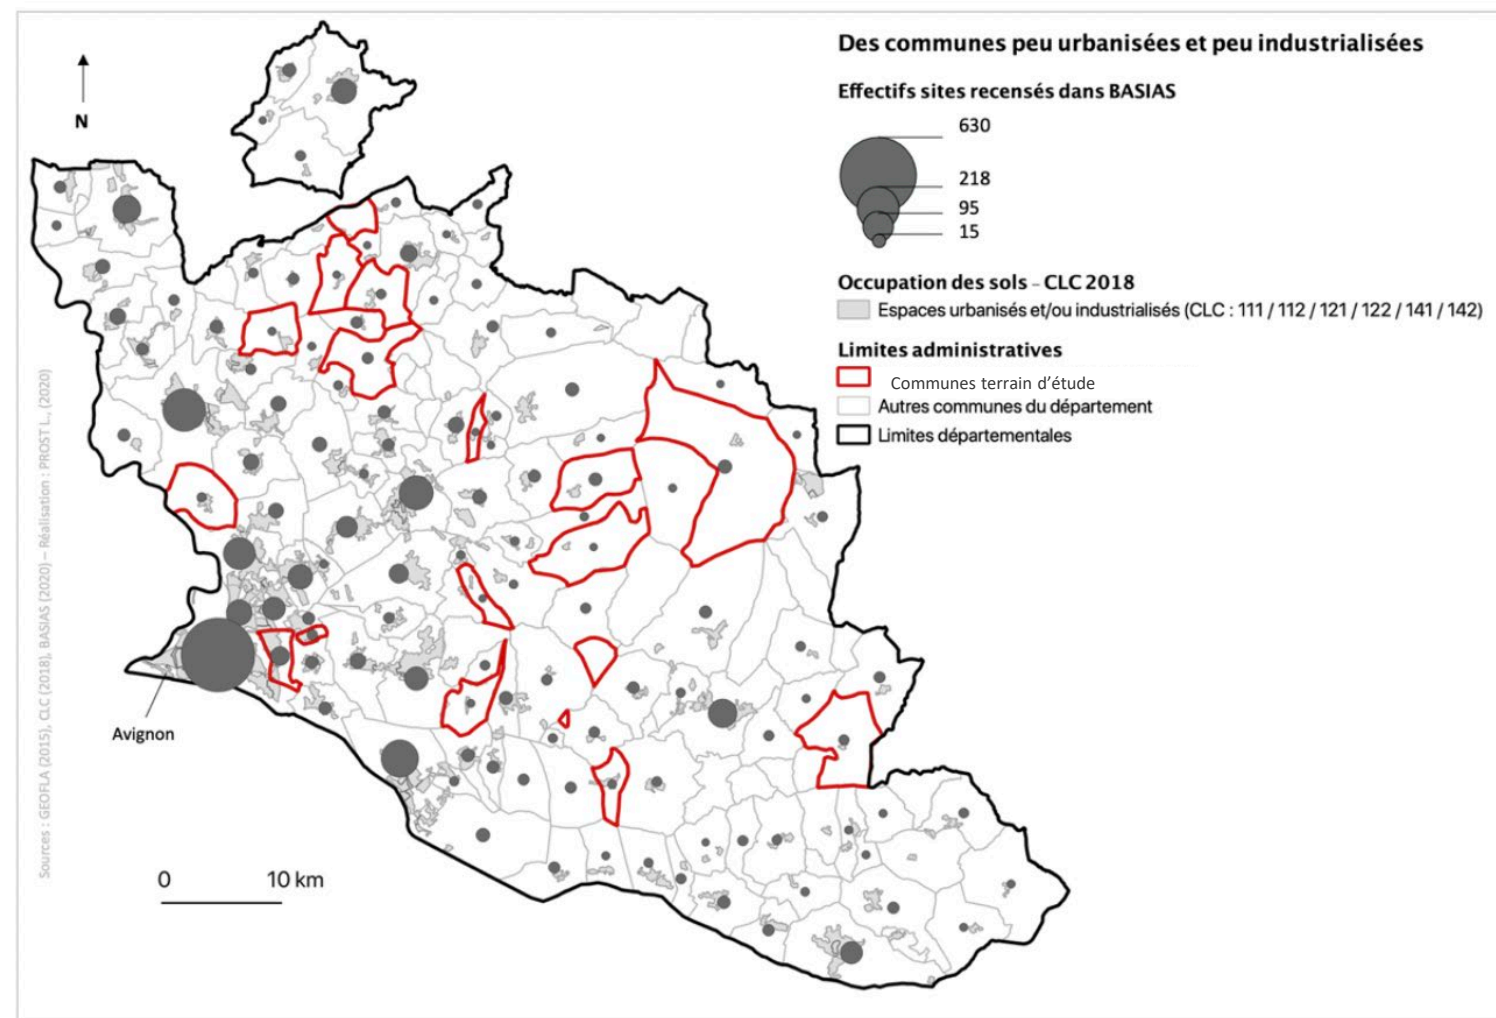 Des communes peu urbanisées et peu industrialisées
Effectifs sites recensés dans BASIAS
630
218
95
15
Occupation des sols – CLC 2018
Espaces urbanisés et/ou industrialisés (CLC : 111 / 112 / 121 / 122 / 141 / 142)
Limites administratives
Communes terrain d'étude
Autres communes du département
Limites départementales
N
Avignon
0 10 km
Sources : GEOFLA (2015), CLC (2018), BASIAS (2020) – Réalisation : PROST L., (2020)